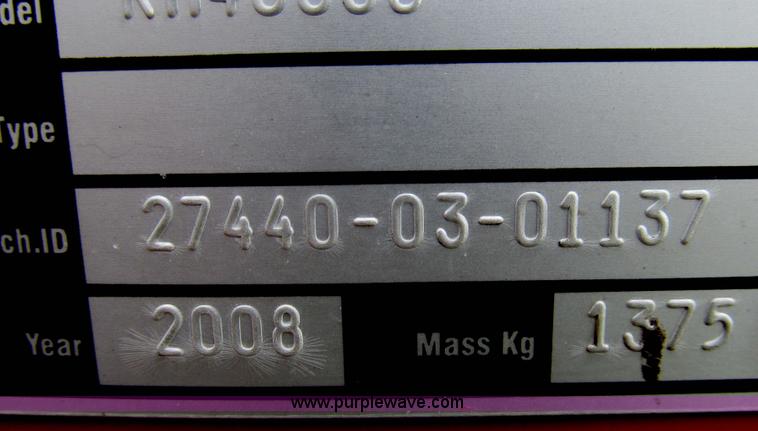 Type
ch.ID 27440-03-01137
Year 2008 Mass Kg 1375
www.purplewave.com